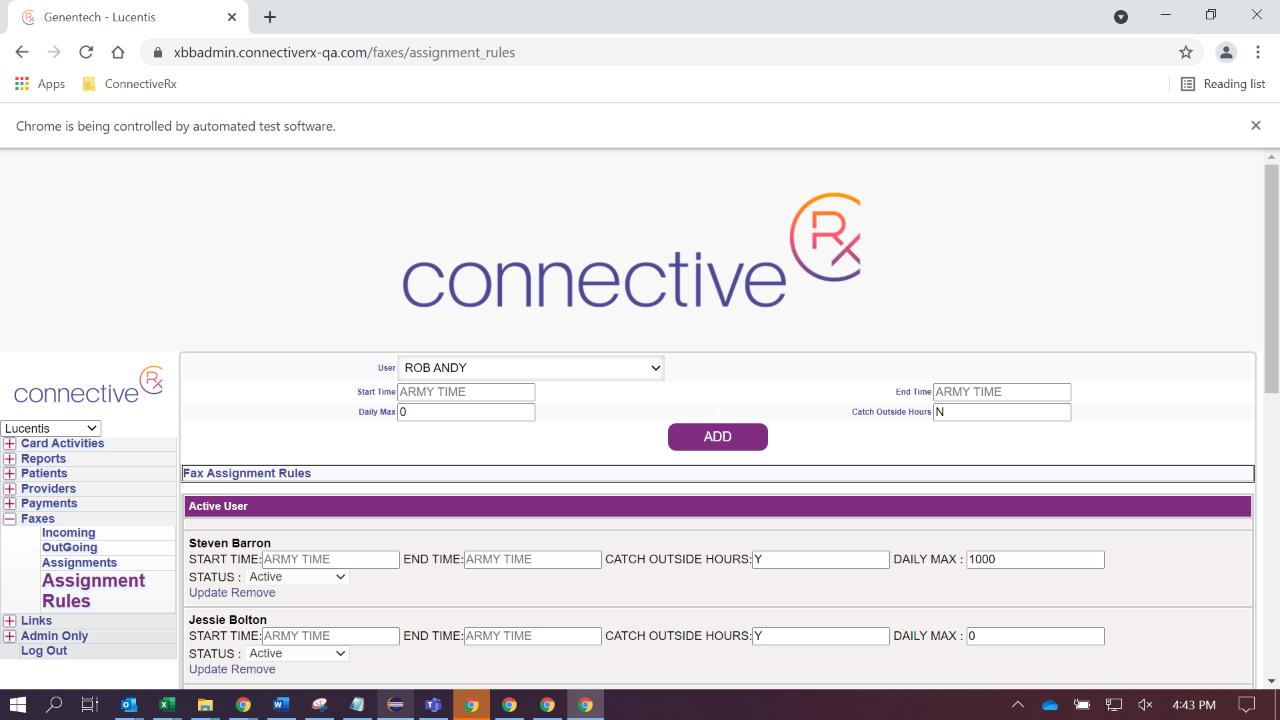 Genentech - Lucentis
xbbadmin.connectiverx-qa.com/faxes/assignment_rules
Apps
ConnectiveRx
Reading list
Chrome is being controlled by automated test software.
connective Rx
connective Rx
User ROB ANDY
Start Time ARMY TIME End Time ARMY TIME
Daily Max 0 Catch Outside Hours N
ADD
Lucentis
Card Activities
Reports
Patients
Providers
Payments
Faxes
Incoming
OutGoing
Assignments
Assignment
Rules
Links
Admin Only
Log Out
Fax Assignment Rules
Active User
Steven Barron
START TIME: ARMY TIME END TIME: ARMY TIME CATCH OUTSIDE HOURS: Y DAILY MAX : 1000
STATUS : Active
Update Remove
Jessie Bolton
START TIME: ARMY TIME END TIME: ARMY TIME CATCH OUTSIDE HOURS: Y DAILY MAX : 0
STATUS : Active
Update Remove
4:43 PM